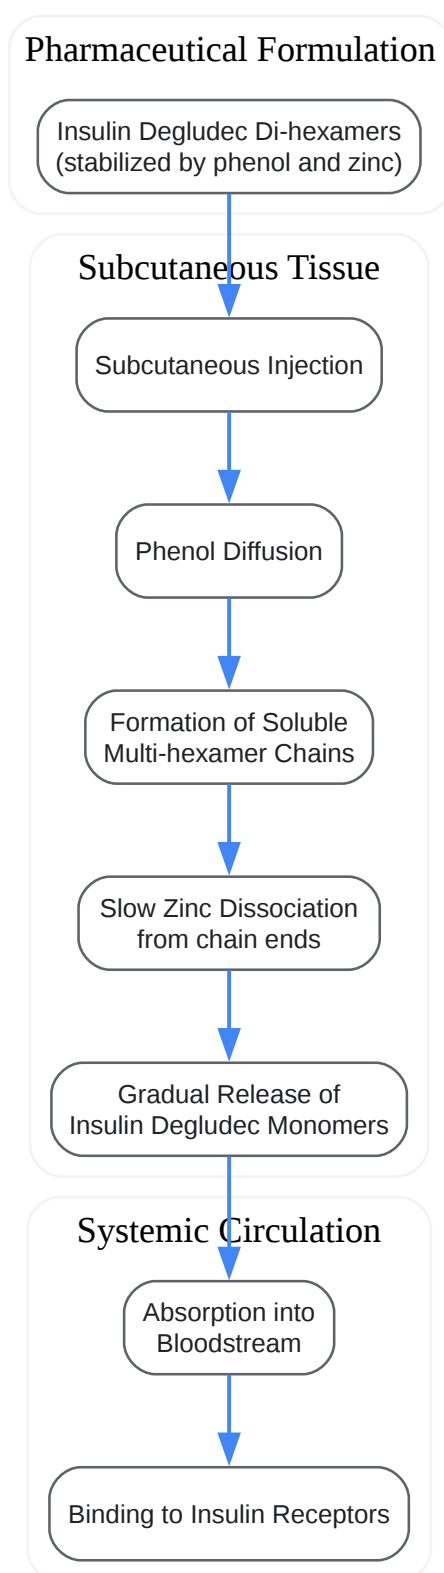 Pharmaceutical Formulation
Insulin Degludec Di-hexamers
(stabilized by phenol and zinc)
Subcutaneous Tissue
Subcutaneous Injection
Phenol Diffusion
Formation of Soluble
Multi-hexamer Chains
Slow Zinc Dissociation
from chain ends
Gradual Release of
Insulin Degludec Monomers
Systemic Circulation
Absorption into
Bloodstream
Binding to Insulin Receptors